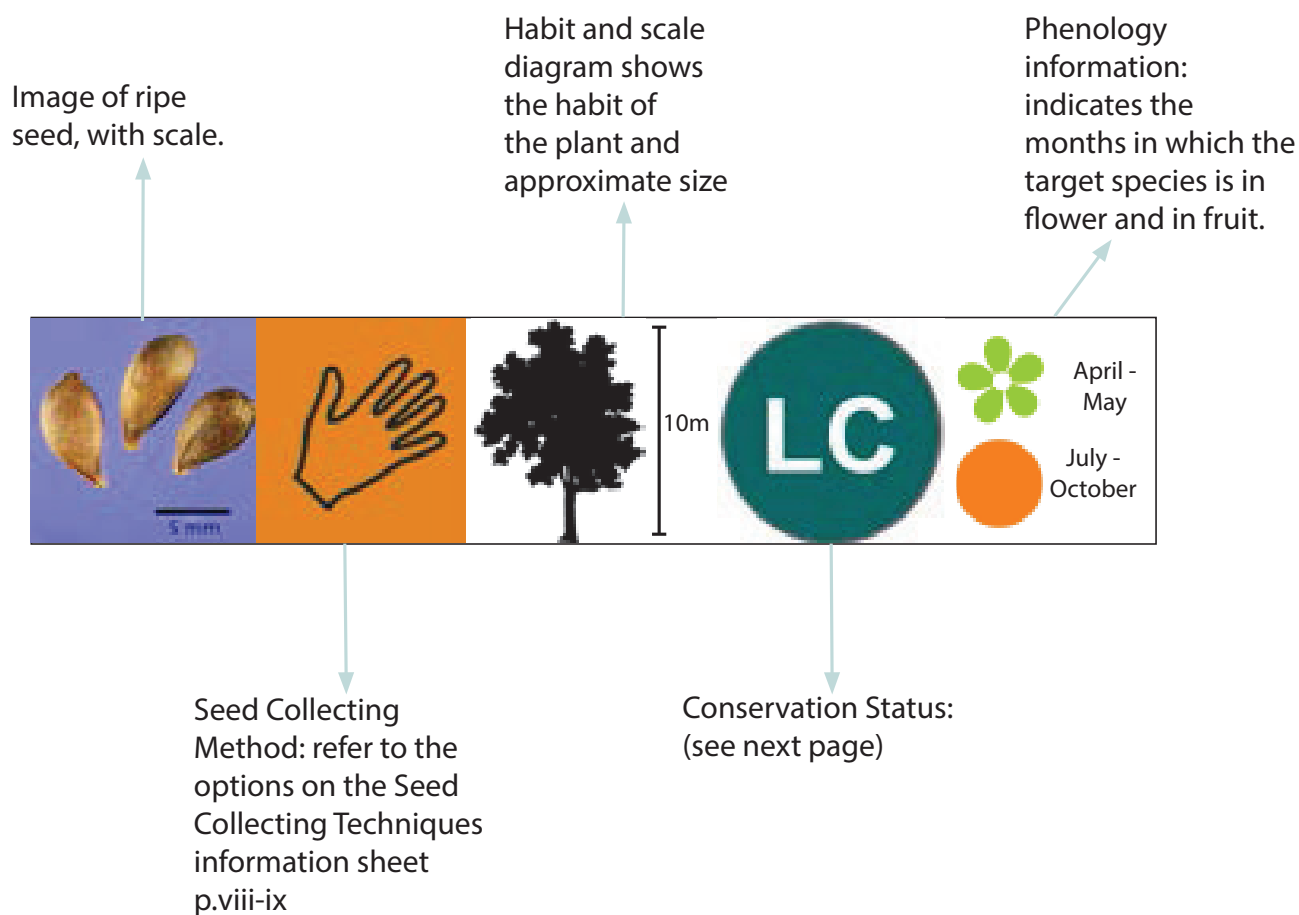 Image of ripe
seed, with scale.
Habit and scale
diagram shows
the habit of
the plant and
approximate size
Phenology
information:
indicates the
months in which the
target species is in
flower and in fruit.
5 mm
10m
LC
April -
May
July -
October
Seed Collecting
Method: refer to the
options on the Seed
Collecting Techniques
information sheet
p.viii-ix
Conservation Status:
(see next page)